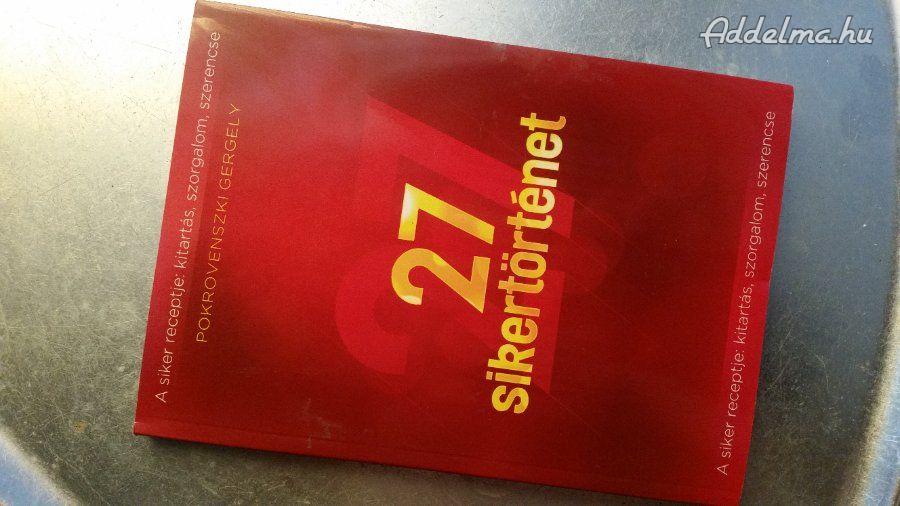 Addelma.hu
A siker receptje: kitartás, szorgalom, szerencse
POKROVENSZKI GERGELY
27
sikertörténet
A siker receptje: kitartás, szorgalom, szerencse